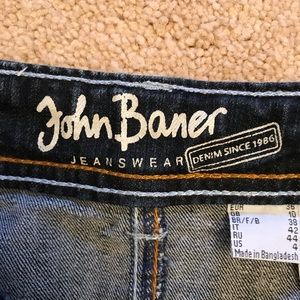 John Baner
JEANSWEAR
DENIM SINCE 1986
EUR 36
GB 10
BR/F/B 38
IT 42
RU 44
US 4
Made in Bangladesh